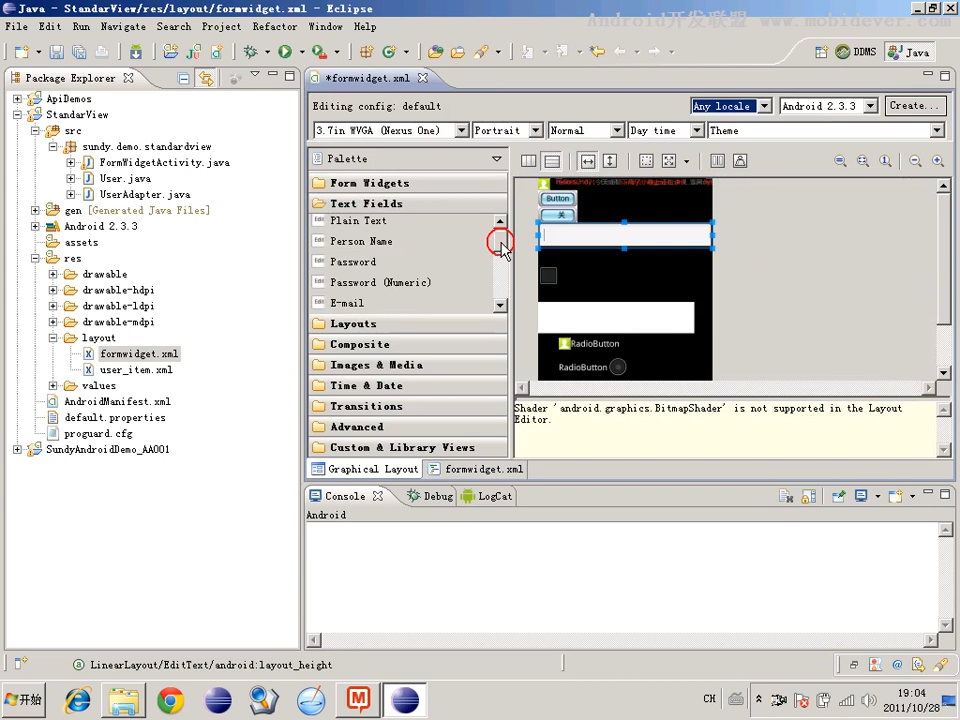 Java - StandarView/res/layout/formwidget.xml - Eclipse
Android开发联盟 www.mobidever.com
File Edit Run Navigate Search Project Refactor Window Help
DDMS
Java
Package Explorer
*formwidget.xml
ApiDemos
StandarView
src
sundy.demo.standardview
FormWidgetActivity.java
User.java
UserAdapter.java
gen [Generated Java Files]
Android 2.3.3
assets
res
drawable
drawable-hdpi
drawable-ldpi
drawable-mdpi
layout
formwidget.xml
user_item.xml
values
AndroidManifest.xml
default.properties
proguard.cfg
SundyAndroidDemo_AA001
Editing config: default
Any locale
Android 2.3.3
Create...
3.7in WVGA (Nexus One)
Portrait
Normal
Day time
Theme
Palette
Form Widgets
Text Fields
Plain Text
Person Name
Password
Password (Numeric)
E-mail
Layouts
Composite
Images & Media
Time & Date
Transitions
Advanced
Custom & Library Views
Button
关
RadioButton
RadioButton
Shader 'android.graphics.BitmapShader' is not supported in the Layout
Editor.
Graphical Layout
formwidget.xml
Console
Debug
LogCat
Android
LinearLayout/EditText/android:layout_height
开始
CH
19:04
2011/10/28